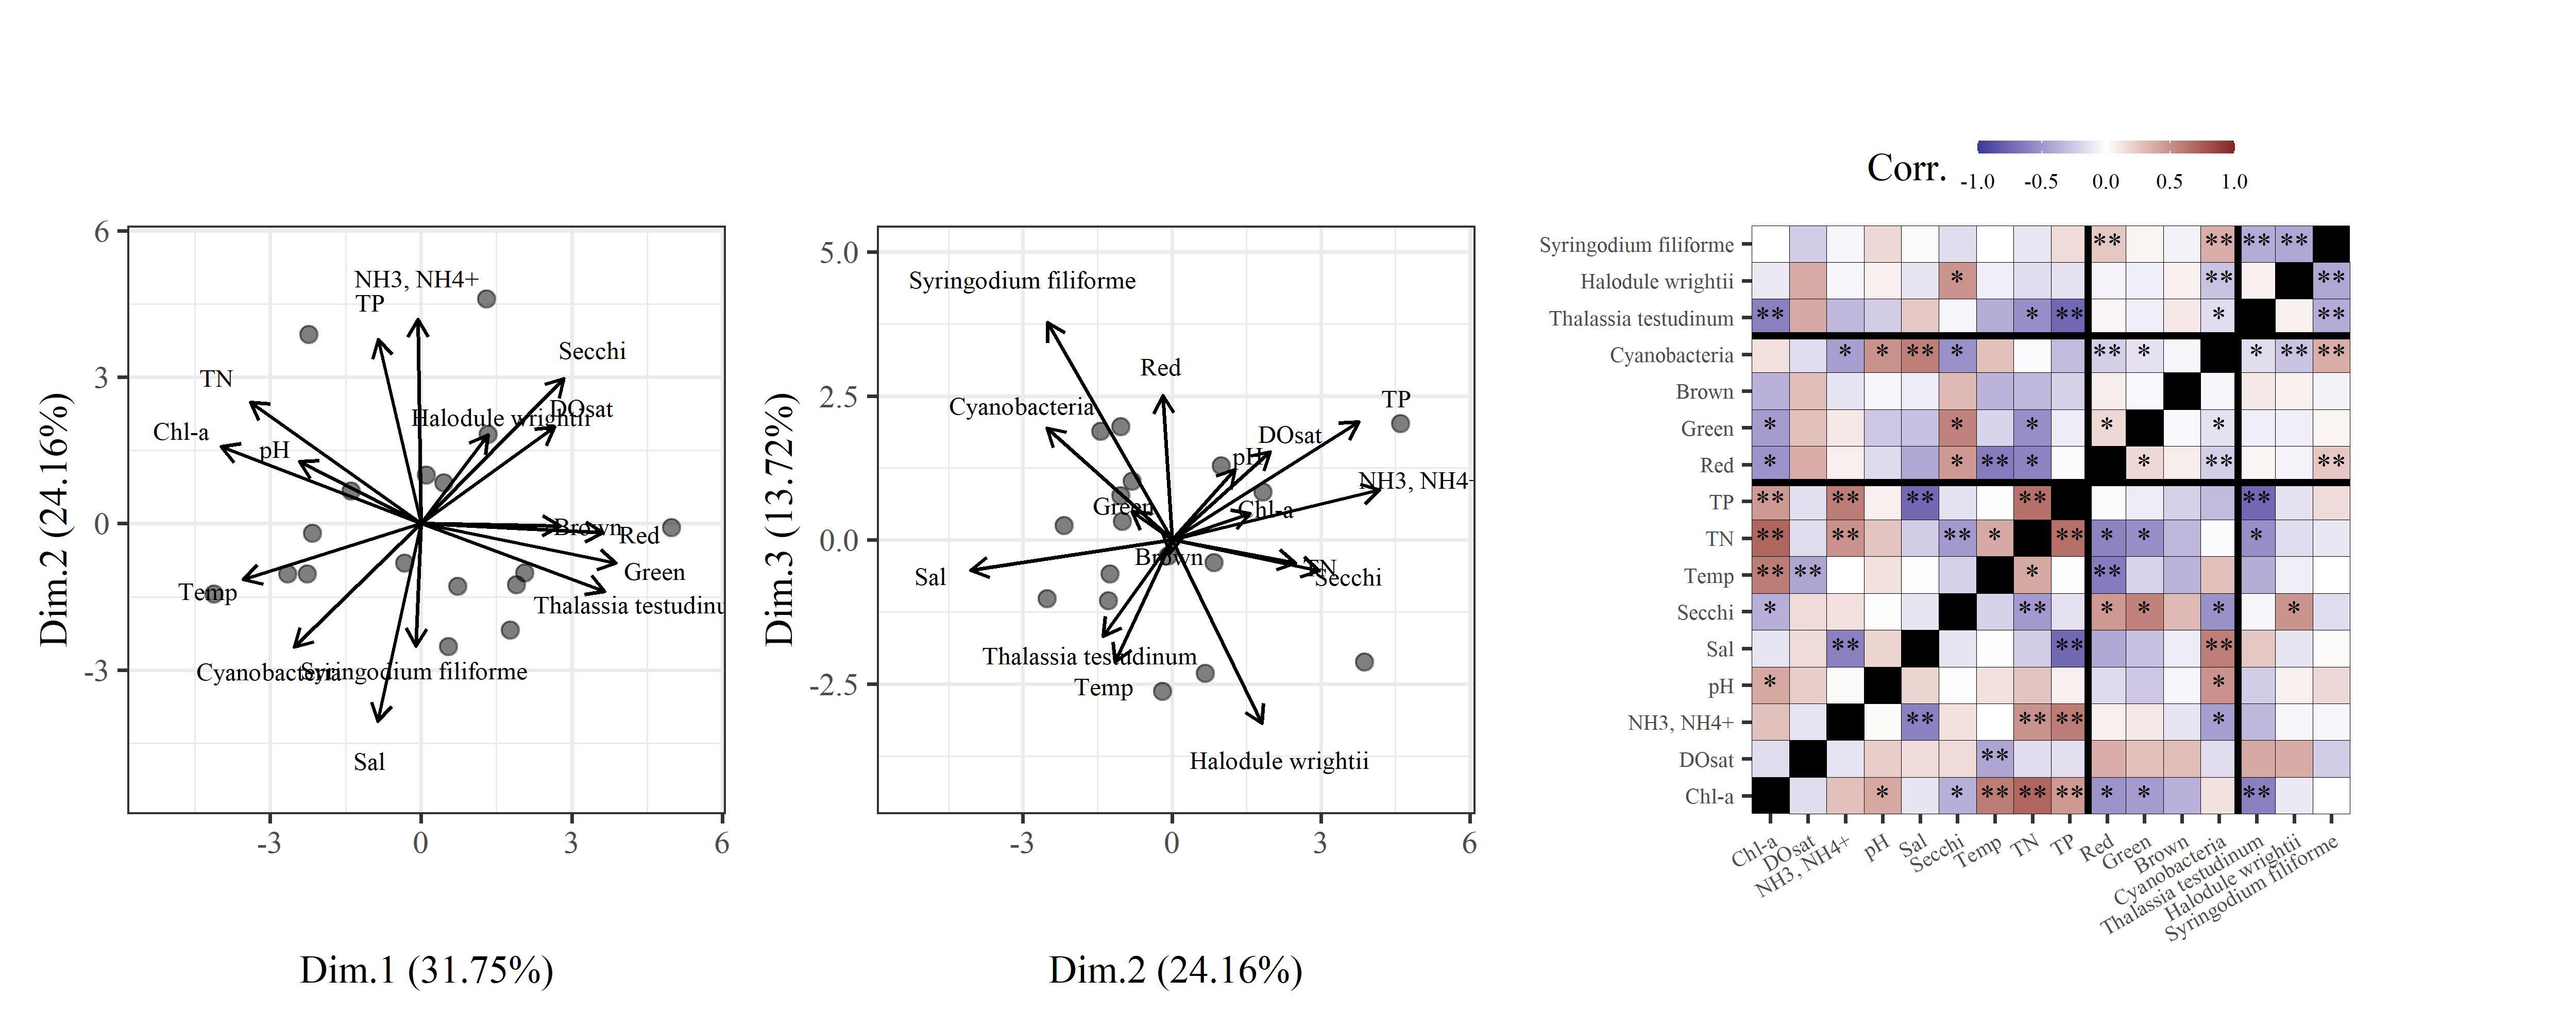 6
3
0
-3
Dim.2 (24.16%)
NH3, NH4+
TP
Secchi
TN
DOsat
Halodule wrightii
Chl-a
pH
Brown
Red
Green
Temp
Thalassia testudinu
Cyanobacteria
Syringodium filiforme
Sal
-3
0
3
6
Dim.1 (31.75%)
5.0
2.5
0.0
-2.5
Dim.3 (13.72%)
Syringodium filiforme
Red
TP
Cyanobacteria
DOsat
pH
NH3, NH4-
Green
Chl-a
Brown
TN
Sal
Secchi
Thalassia testudinum
Temp
Halodule wrightii
-3
0
3
6
Dim.2 (24.16%)
Corr.
-1.0 -0.5 0.0 0.5 1.0
Syringodium filiforme ** ** ** **
Halodule wrightii * ** **
Thalassia testudinum ** * ** * **
Cyanobacteria * * ** * ** * * ** **
Brown
Green * * * * *
Red * * ** * * ** **
TP ** ** ** ** **
TN ** ** ** * ** * * *
Temp ** ** * **
Secchi * ** * * * *
Sal ** ** **
pH * *
NH3, NH4+ ** ** ** *
DOsat **
Chl-a * * ** ** ** * * **
Chl-a
DOsat
NH3, NH4+
pH
Sal
Secchi
Temp
TN
TP
Red
Green
Brown
Cyanobacteria
Thalassia testudinum
Halodule wrightii
Syringodium filiforme